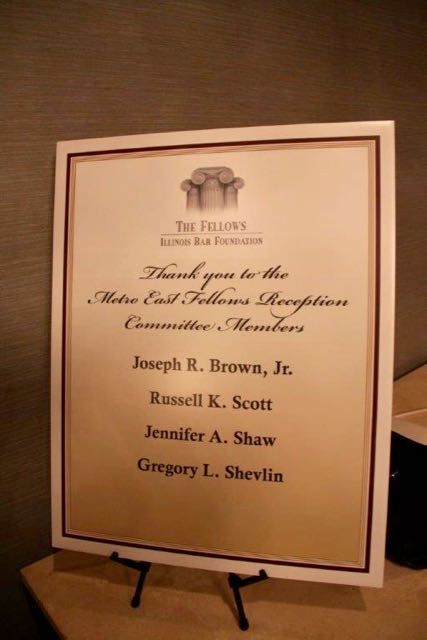 THE FELLOWS
ILLINOIS BAR FOUNDATION
Thank you to the
Metro East Fellows Reception
Committee Members
Joseph R. Brown, Jr.
Russell K. Scott
Jennifer A. Shaw
Gregory L. Shevlin